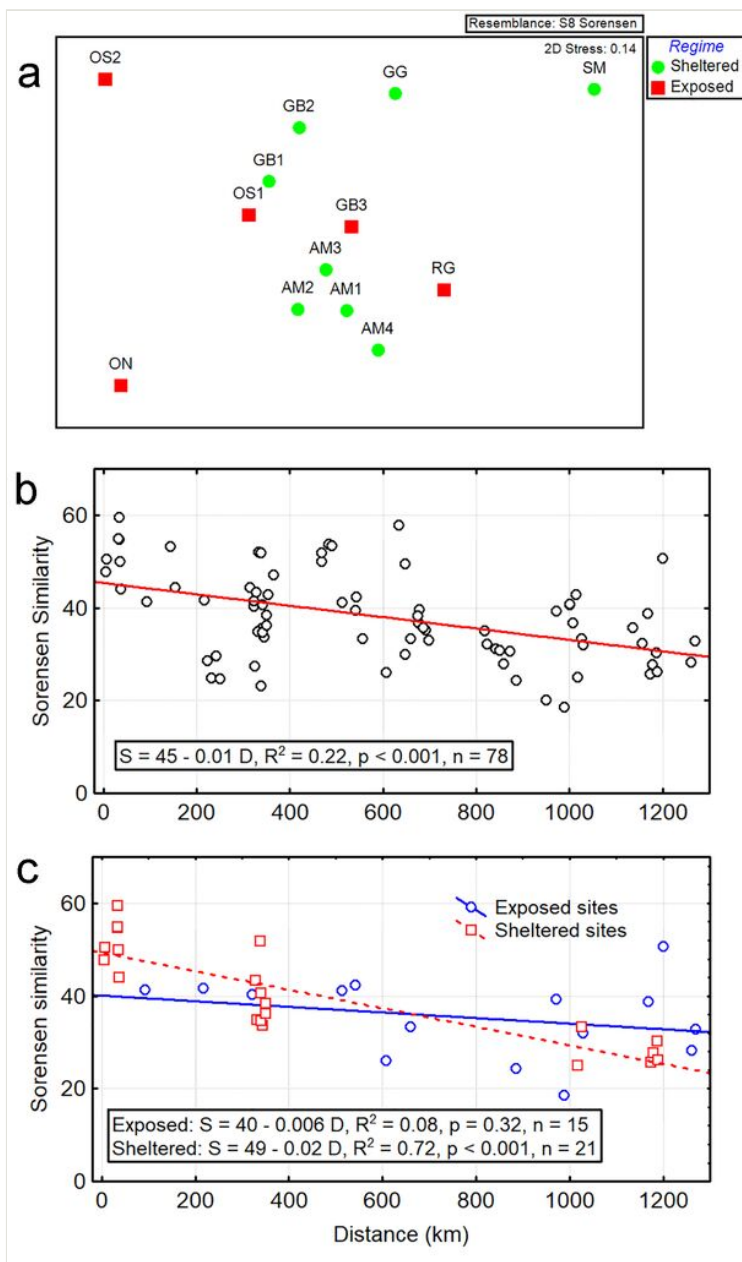 Resemblance: S8 Sorensen
a
2D Stress: 0.14
Regime
Sheltered
Exposed
OS2
GG
SM
GB2
GB1
OS1
GB3
AM3
RG
AM2
AM1
AM4
ON
b
Sorensen Similarity
60
40
20
0
S = 45 - 0.01 D, R² = 0.22, p < 0.001, n = 78
0 200 400 600 800 1000 1200
c
Sorensen similarity
60
40
20
0
Exposed sites
Sheltered sites
Exposed: S = 40 - 0.006 D, R² = 0.08, p = 0.32, n = 15
Sheltered: S = 49 - 0.02 D, R² = 0.72, p < 0.001, n = 21
0 200 400 600 800 1000 1200
Distance (km)